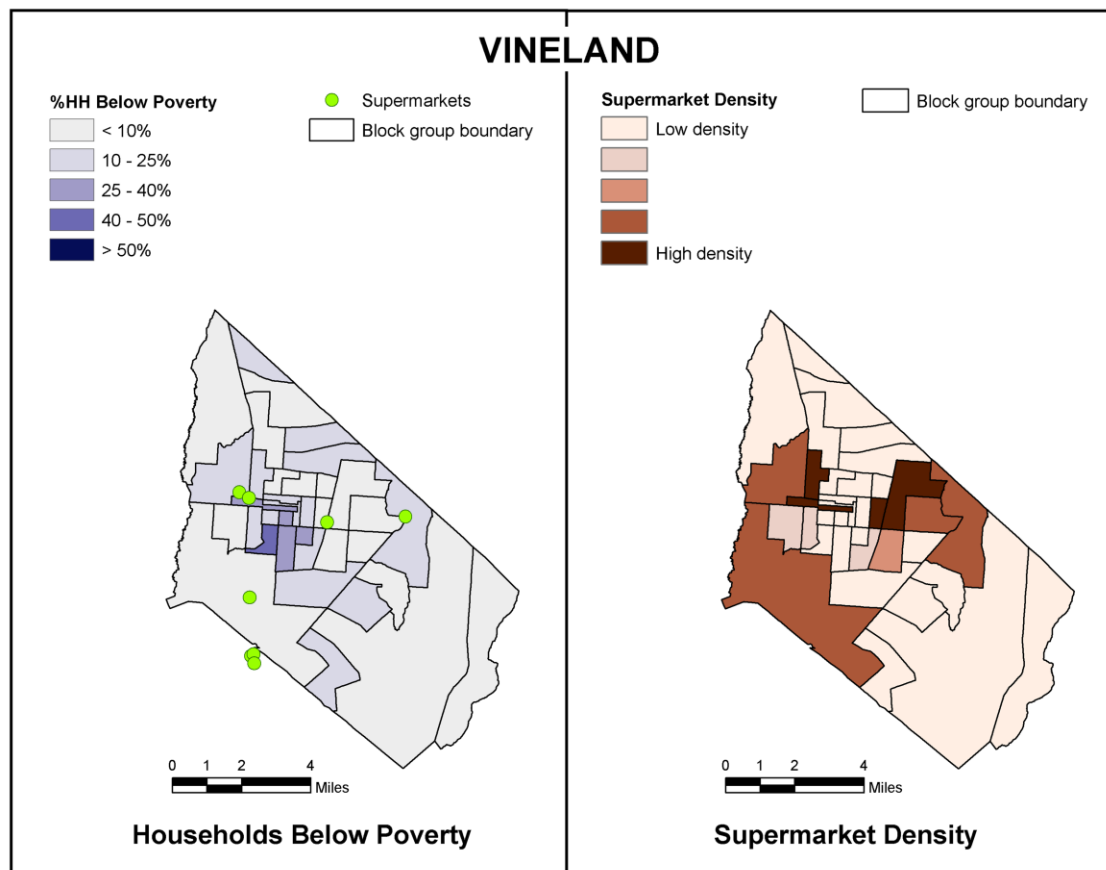 VINELAND
%HH Below Poverty
< 10%
10 - 25%
25 - 40%
40 - 50%
> 50%
Supermarkets
Block group boundary
0 1 2 4
Miles
Households Below Poverty
Supermarket Density
Low density
High density
Block group boundary
0 1 2 4
Miles
Supermarket Density